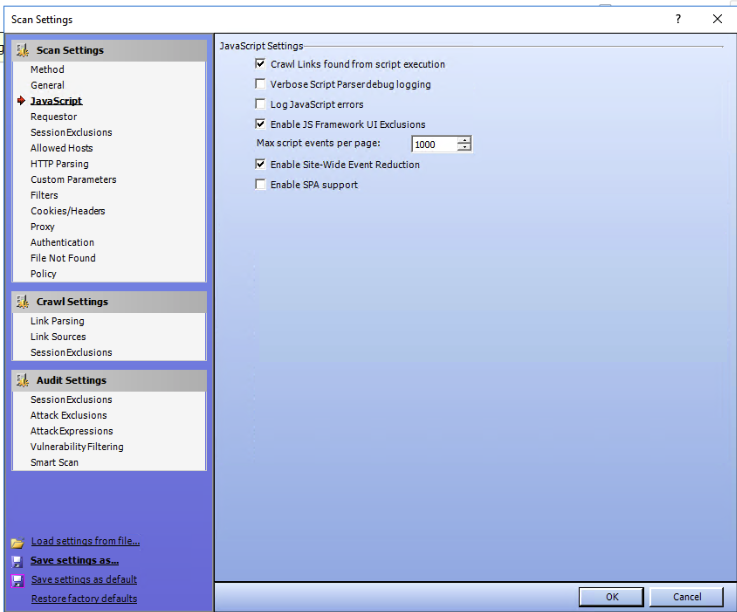 Scan Settings
?
Scan Settings
Method
General
JavaScript
Requestor
Session Exclusions
Allowed Hosts
HTTP Parsing
Custom Parameters
Filters
Cookies/Headers
Proxy
Authentication
File Not Found
Policy
Crawl Settings
Link Parsing
Link Sources
Session Exclusions
Audit Settings
Session Exclusions
Attack Exclusions
Attack Expressions
Vulnerability Filtering
Smart Scan
Load settings from file...
Save settings as...
Save settings as default
Restore factory defaults
JavaScript Settings
Crawl Links found from script execution
Verbose Script Parser debug logging
Log JavaScript errors
Enable JS Framework UI Exclusions
Max script events per page: 1000
Enable Site-Wide Event Reduction
Enable SPA support
OK Cancel